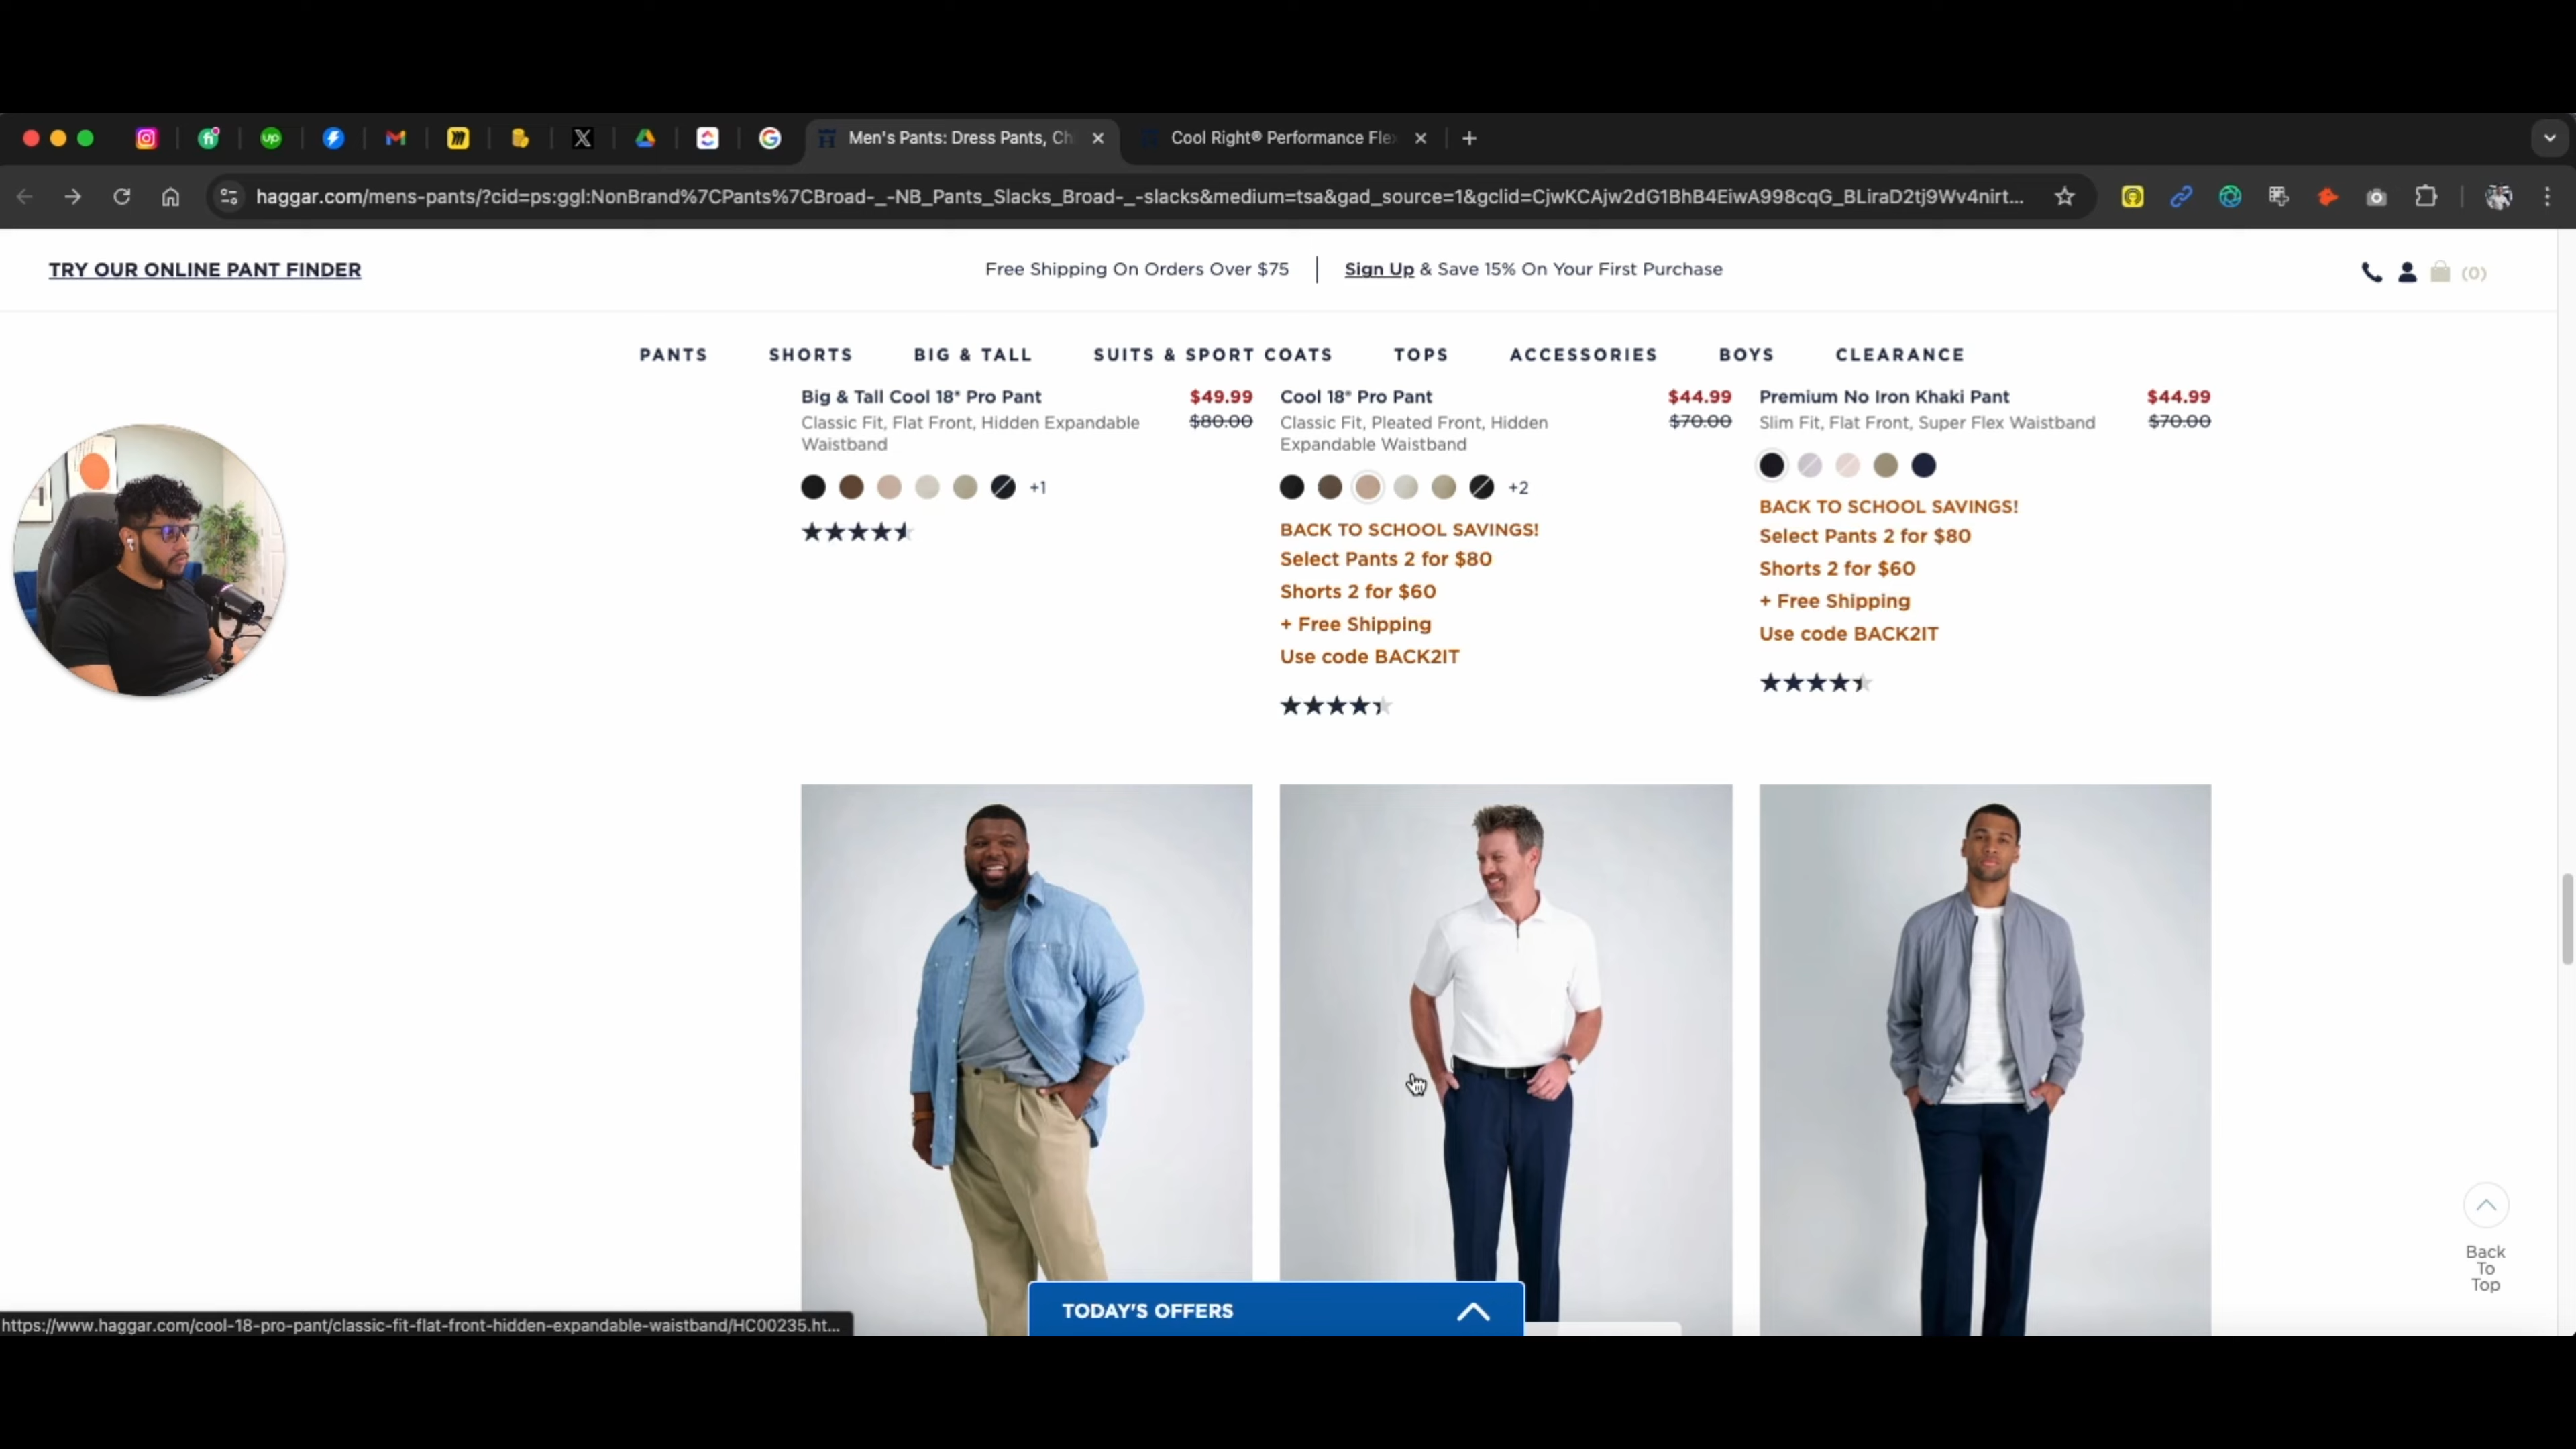 Men's Pants: Dress Pants, Ch
Cool Right® Performance Fle
haggar.com/mens-pants/?cid=ps:ggl:NonBrand%7CPants%7CBroad-_-NB_Pants_Slacks_Broad-_-slacks&medium=tsa&gad_source=1&gclid=CjwKCAjw2dG1BhB4EiwA998cqG_BLiraD2tj9Wv4nirt...
TRY OUR ONLINE PANT FINDER
Free Shipping On Orders Over $75
Sign Up & Save 15% On Your First Purchase
(0)
PANTS SHORTS BIG & TALL SUITS & SPORT COATS TOPS ACCESSORIES BOYS CLEARANCE
Big & Tall Cool 18® Pro Pant $49.99
Classic Fit, Flat Front, Hidden Expandable $80.00
Waistband
+1
Cool 18® Pro Pant $44.99
Classic Fit, Pleated Front, Hidden $70.00
Expandable Waistband
+2
BACK TO SCHOOL SAVINGS!
Select Pants 2 for $80
Shorts 2 for $60
+ Free Shipping
Use code BACK2IT
Premium No Iron Khaki Pant $44.99
Slim Fit, Flat Front, Super Flex Waistband $70.00
BACK TO SCHOOL SAVINGS!
Select Pants 2 for $80
Shorts 2 for $60
+ Free Shipping
Use code BACK2IT
Back
To
Top
TODAY'S OFFERS
https://www.haggar.com/cool-18-pro-pant/classic-fit-flat-front-hidden-expandable-waistband/HC00235.ht...